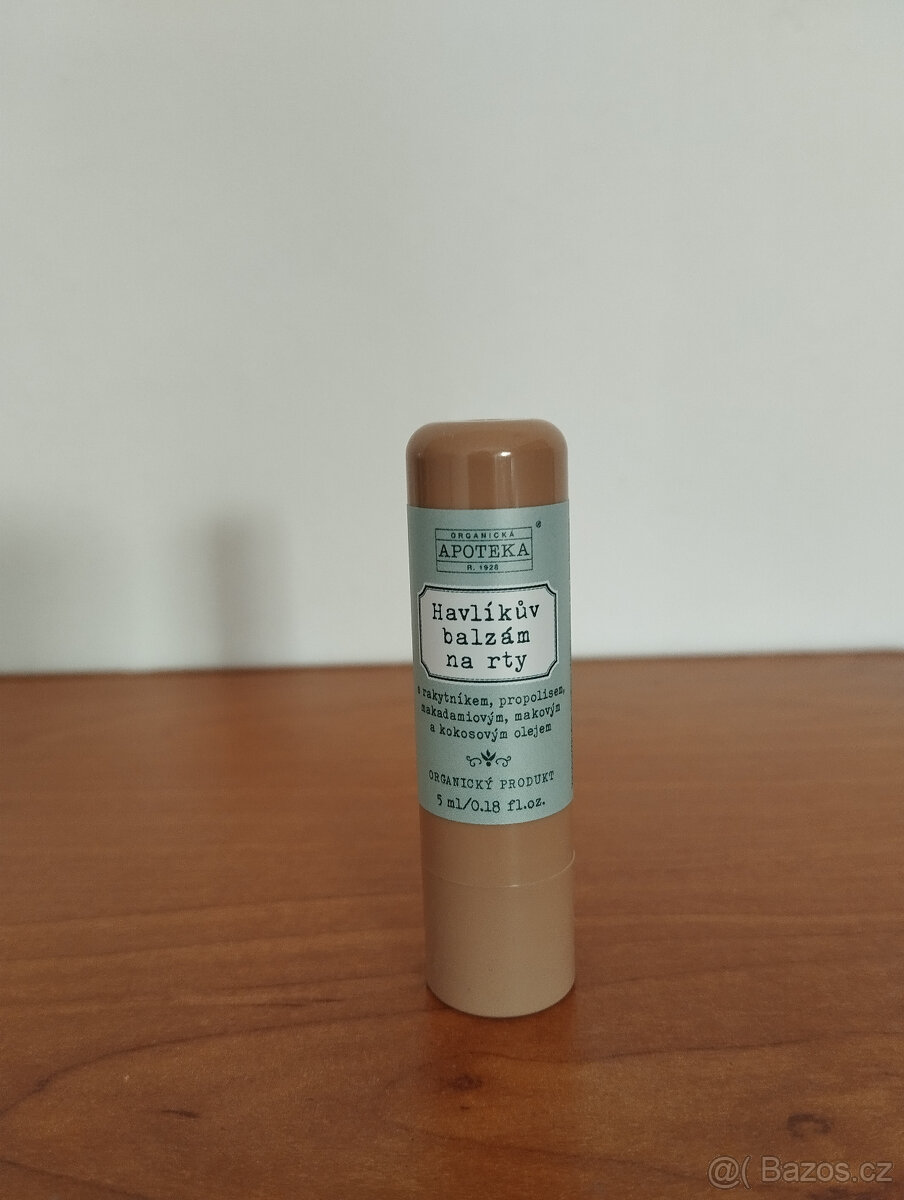 ORGANICKÁ
APOTEKA®
R. 1928
Havlíkův
balzám
na rty
s rakytníkem, propolisem,
makadamiovým, makovým
a kokosovým olejem
ORGANICKÝ PRODUKT
5 ml/0.18 fl.oz.
@( Bazos.cz